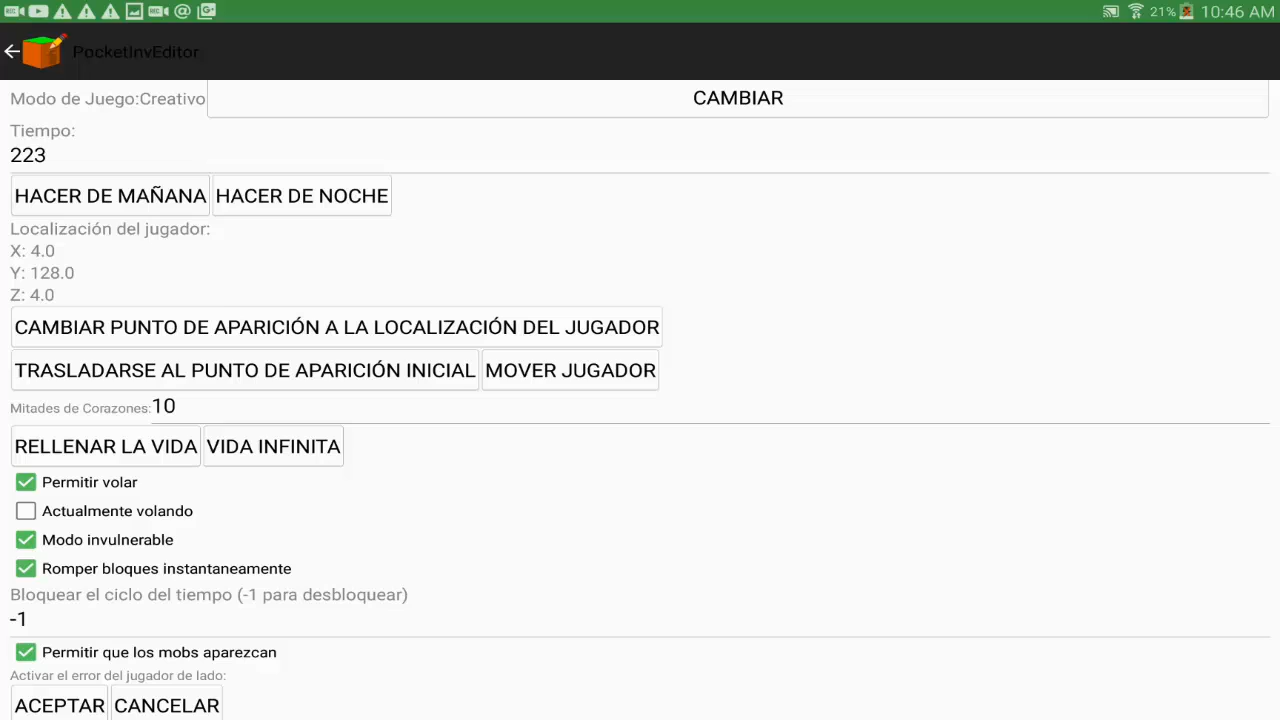 21% 10:46 AM
PocketInvEditor
Modo de Juego:Creativo CAMBIAR
Tiempo:
223
HACER DE MAÑANA HACER DE NOCHE
Localización del jugador:
X: 4.0
Y: 128.0
Z: 4.0
CAMBIAR PUNTO DE APARICIÓN A LA LOCALIZACIÓN DEL JUGADOR
TRASLADARSE AL PUNTO DE APARICIÓN INICIAL MOVER JUGADOR
Mitades de Corazones: 10
RELLENAR LA VIDA VIDA INFINITA
Permitir volar
Actualmente volando
Modo invulnerable
Romper bloques instantaneamente
Bloquear el ciclo del tiempo (-1 para desbloquear)
-1
Permitir que los mobs aparezcan
Activar el error del jugador de lado:
ACEPTAR CANCELAR